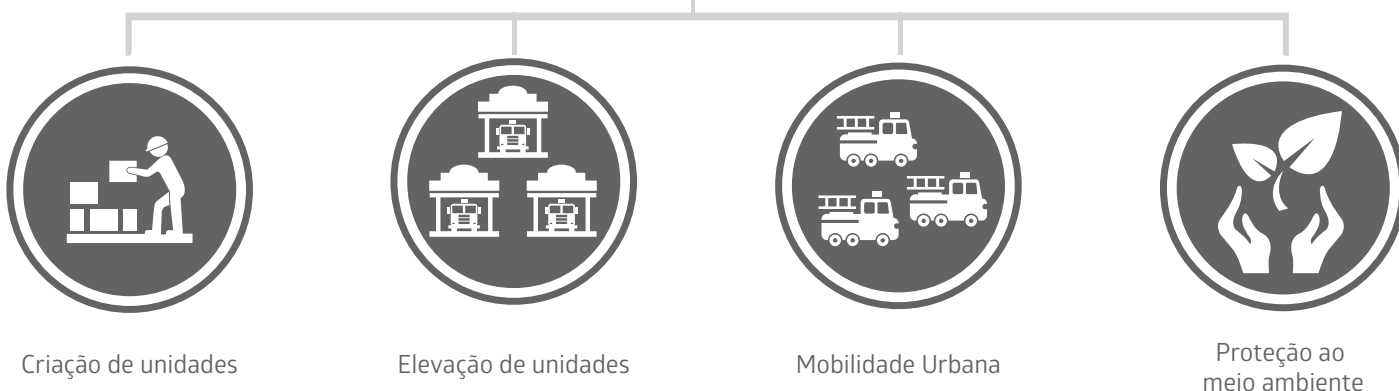 Criação de unidades
Elevação de unidades
Mobilidade Urbana
Proteção ao
meio ambiente